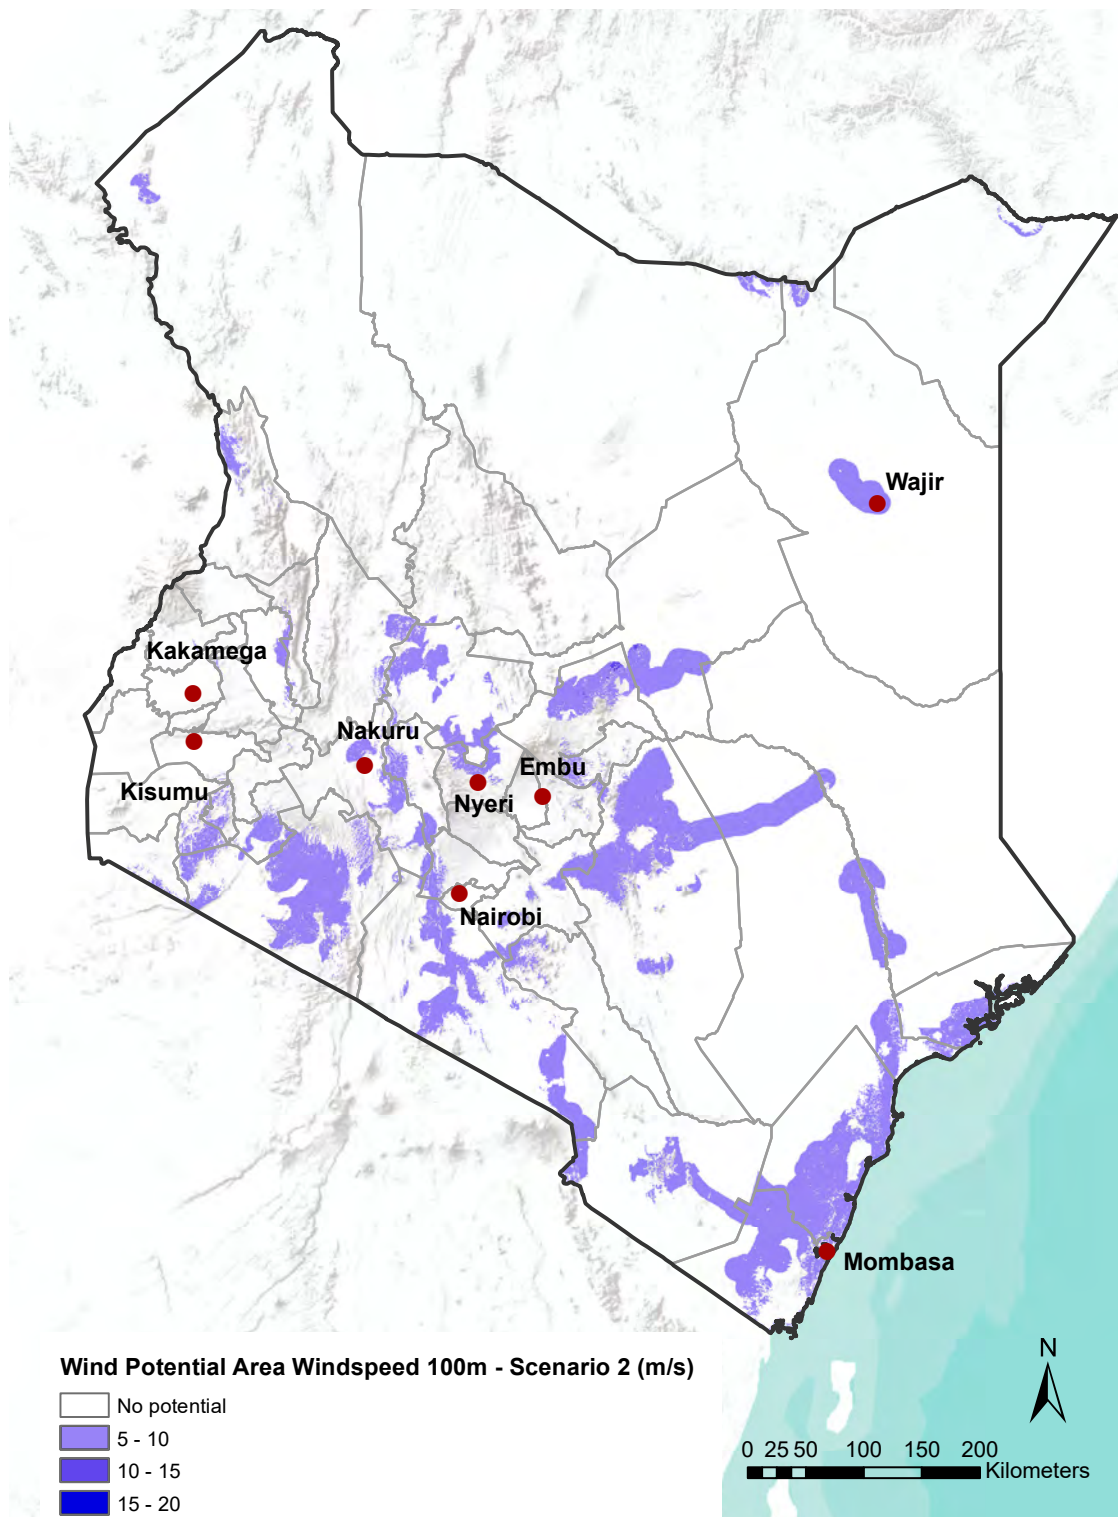 Wajir
Kakamega
Nakuru
Embu
Kisumu
Nyeri
Nairobi
Mombasa
Wind Potential Area Windspeed 100m - Scenario 2 (m/s)
No potential
5 - 10
10 - 15
15 - 20
N
0 25 50 100 150 200
Kilometers